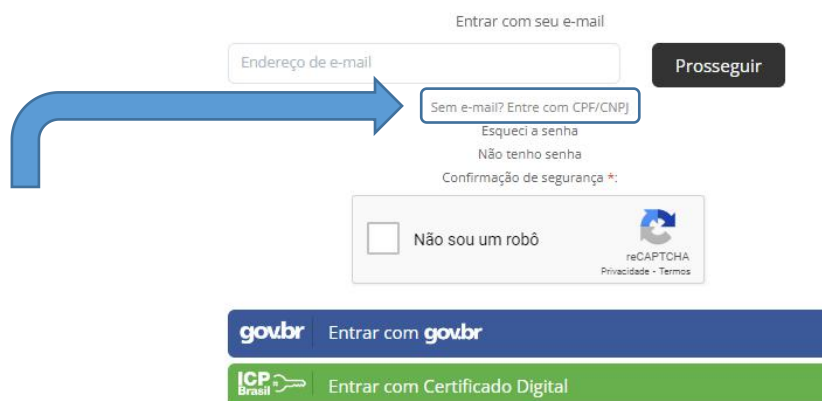 Entrar com seu e-mail
Endereço de e-mail
Prosseguir
Sem e-mail? Entre com CPF/CNPJ
Esqueci a senha
Não tenho senha
Confirmação de segurança *:
Não sou um robô
reCAPTCHA
Privacidade - Termos
gov.br Entrar com gov.br
ICP Brasil Entrar com Certificado Digital